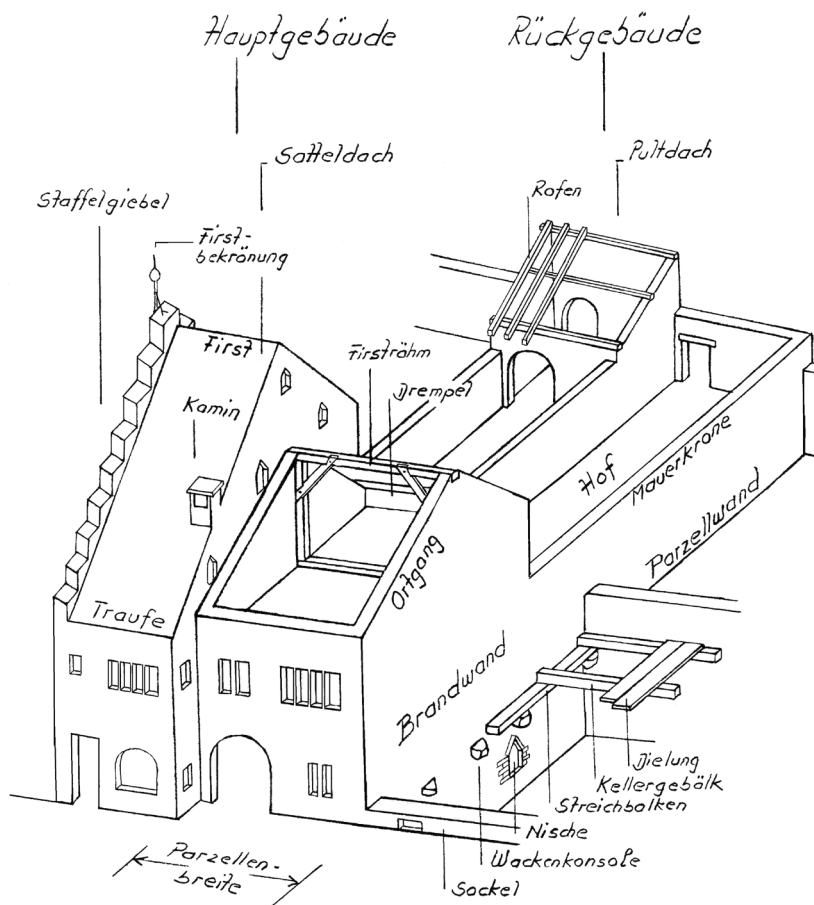 Hauptgebäude
Rückgebäude
Satteldach
Pultdach
Staffelgiebel
Rafen
First-
bekrönung
First
Firsträhm
Drempel
Kamin
Hof
Mauerkrone
Parzellwand
Ortgang
Traufe
Brandwand
Dielung
Kellergebälk
Streichbalken
Nische
Wackenkonsole
Sockel
Parzellen-
breite